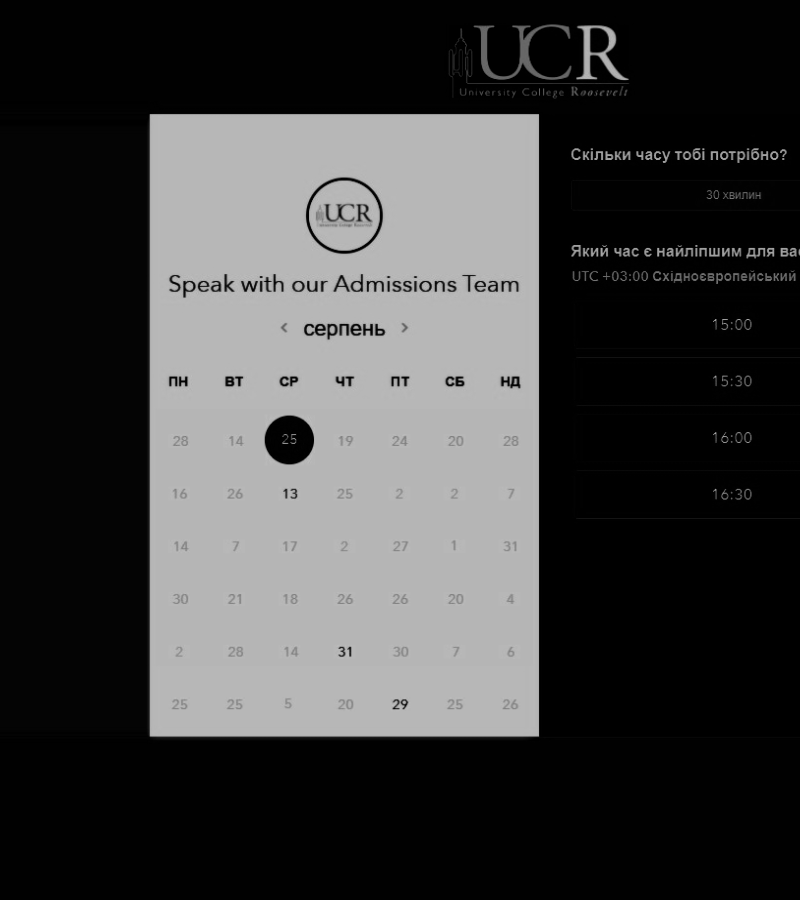 UCR
University College Roosevelt
UCR
University College Roosevelt
Speak with our Admissions Team
серпень
ПН ВТ СР ЧТ ПТ СБ НД
28 14 25 19 24 20 28
16 26 13 25 2 2 7
14 7 17 2 27 1 31
30 21 18 26 26 20 4
2 28 14 31 30 7 6
25 25 5 20 29 25 26
Скільки часу тобі потрібно?
30 хвилин
Який час є найліпшим для вас
UTC +03:00 Східноєвропейський
15:00
15:30
16:00
16:30